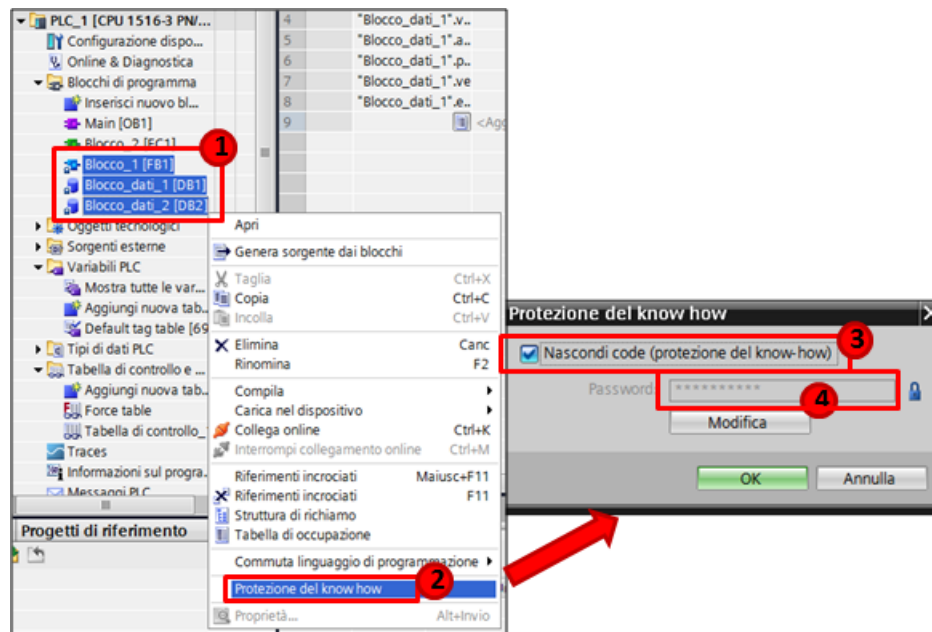 PLC_1 [CPU 1516-3 PN/...
Configurazione dispo...
Online & Diagnostica
Blocchi di programma
Inserisci nuovo bl...
Main [OB1]
Blocco_2 [FC1]
Blocco_1 [FB1]
Blocco_dati_1 [DB1]
Blocco_dati_2 [DB2]
Oggetti tecnologici
Sorgenti esterne
Variabili PLC
Mostra tutte le var...
Aggiungi nuova tab..
Default tag table [69
Tipi di dati PLC
Tabella di controllo e ...
Aggiungi nuova tab..
Force table
Tabella di controllo_
Traces
Informazioni sul progra.
Messaggi PLC
Progetti di riferimento
1
4 "Blocco_dati_1".v..
5 "Blocco_dati_1".a..
6 "Blocco_dati_1".p..
7 "Blocco_dati_1".ve
8 "Blocco_dati_1".e..
9 <Agg
Apri
Genera sorgente dai blocchi
Taglia Ctrl+X
Copia Ctrl+C
Incolla Ctrl+V
Elimina Canc
Rinomina F2
Compila
Carica nel dispositivo
Collega online Ctrl+K
Interrompi collegamento online Ctrl+M
Riferimenti incrociati Maiusc+F11
Riferimenti incrociati F11
Struttura di richiamo
Tabella di occupazione
Commuta linguaggio di programmazione
Protezione del know how
2
Proprietà... Alt+Invio
Protezione del know how X
3
Nascondi code (protezione del know-how)
Password: **********
4
Modifica
OK Annulla